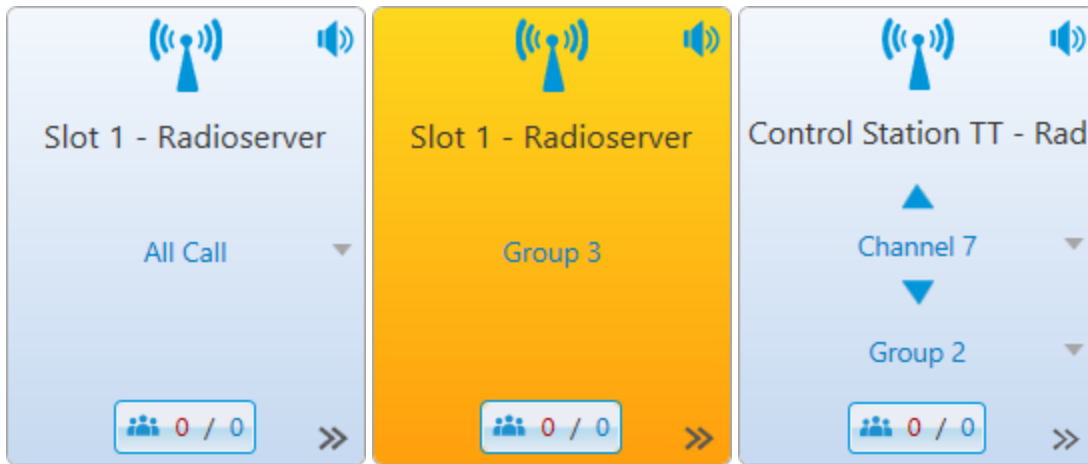 Slot 1 - Radioserver
All Call
0 / 0
Slot 1 - Radioserver
Group 3
0 / 0
Control Station TT - Rad
Channel 7
Group 2
0 / 0